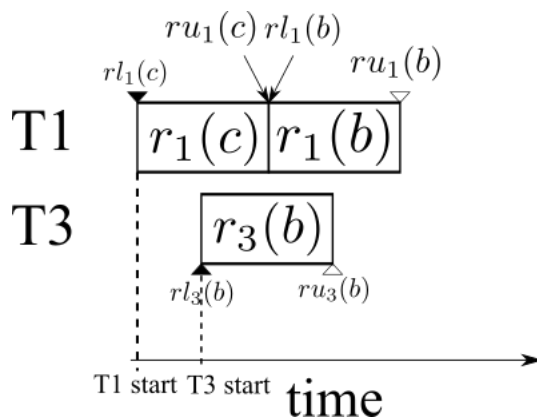 ru₁(c) rl₁(b)
rl₁(c) ru₁(b)
T1 r₁(c) r₁(b)
T3 r₃(b)
rl₃(b) ru₃(b)
T1 start T3 start time